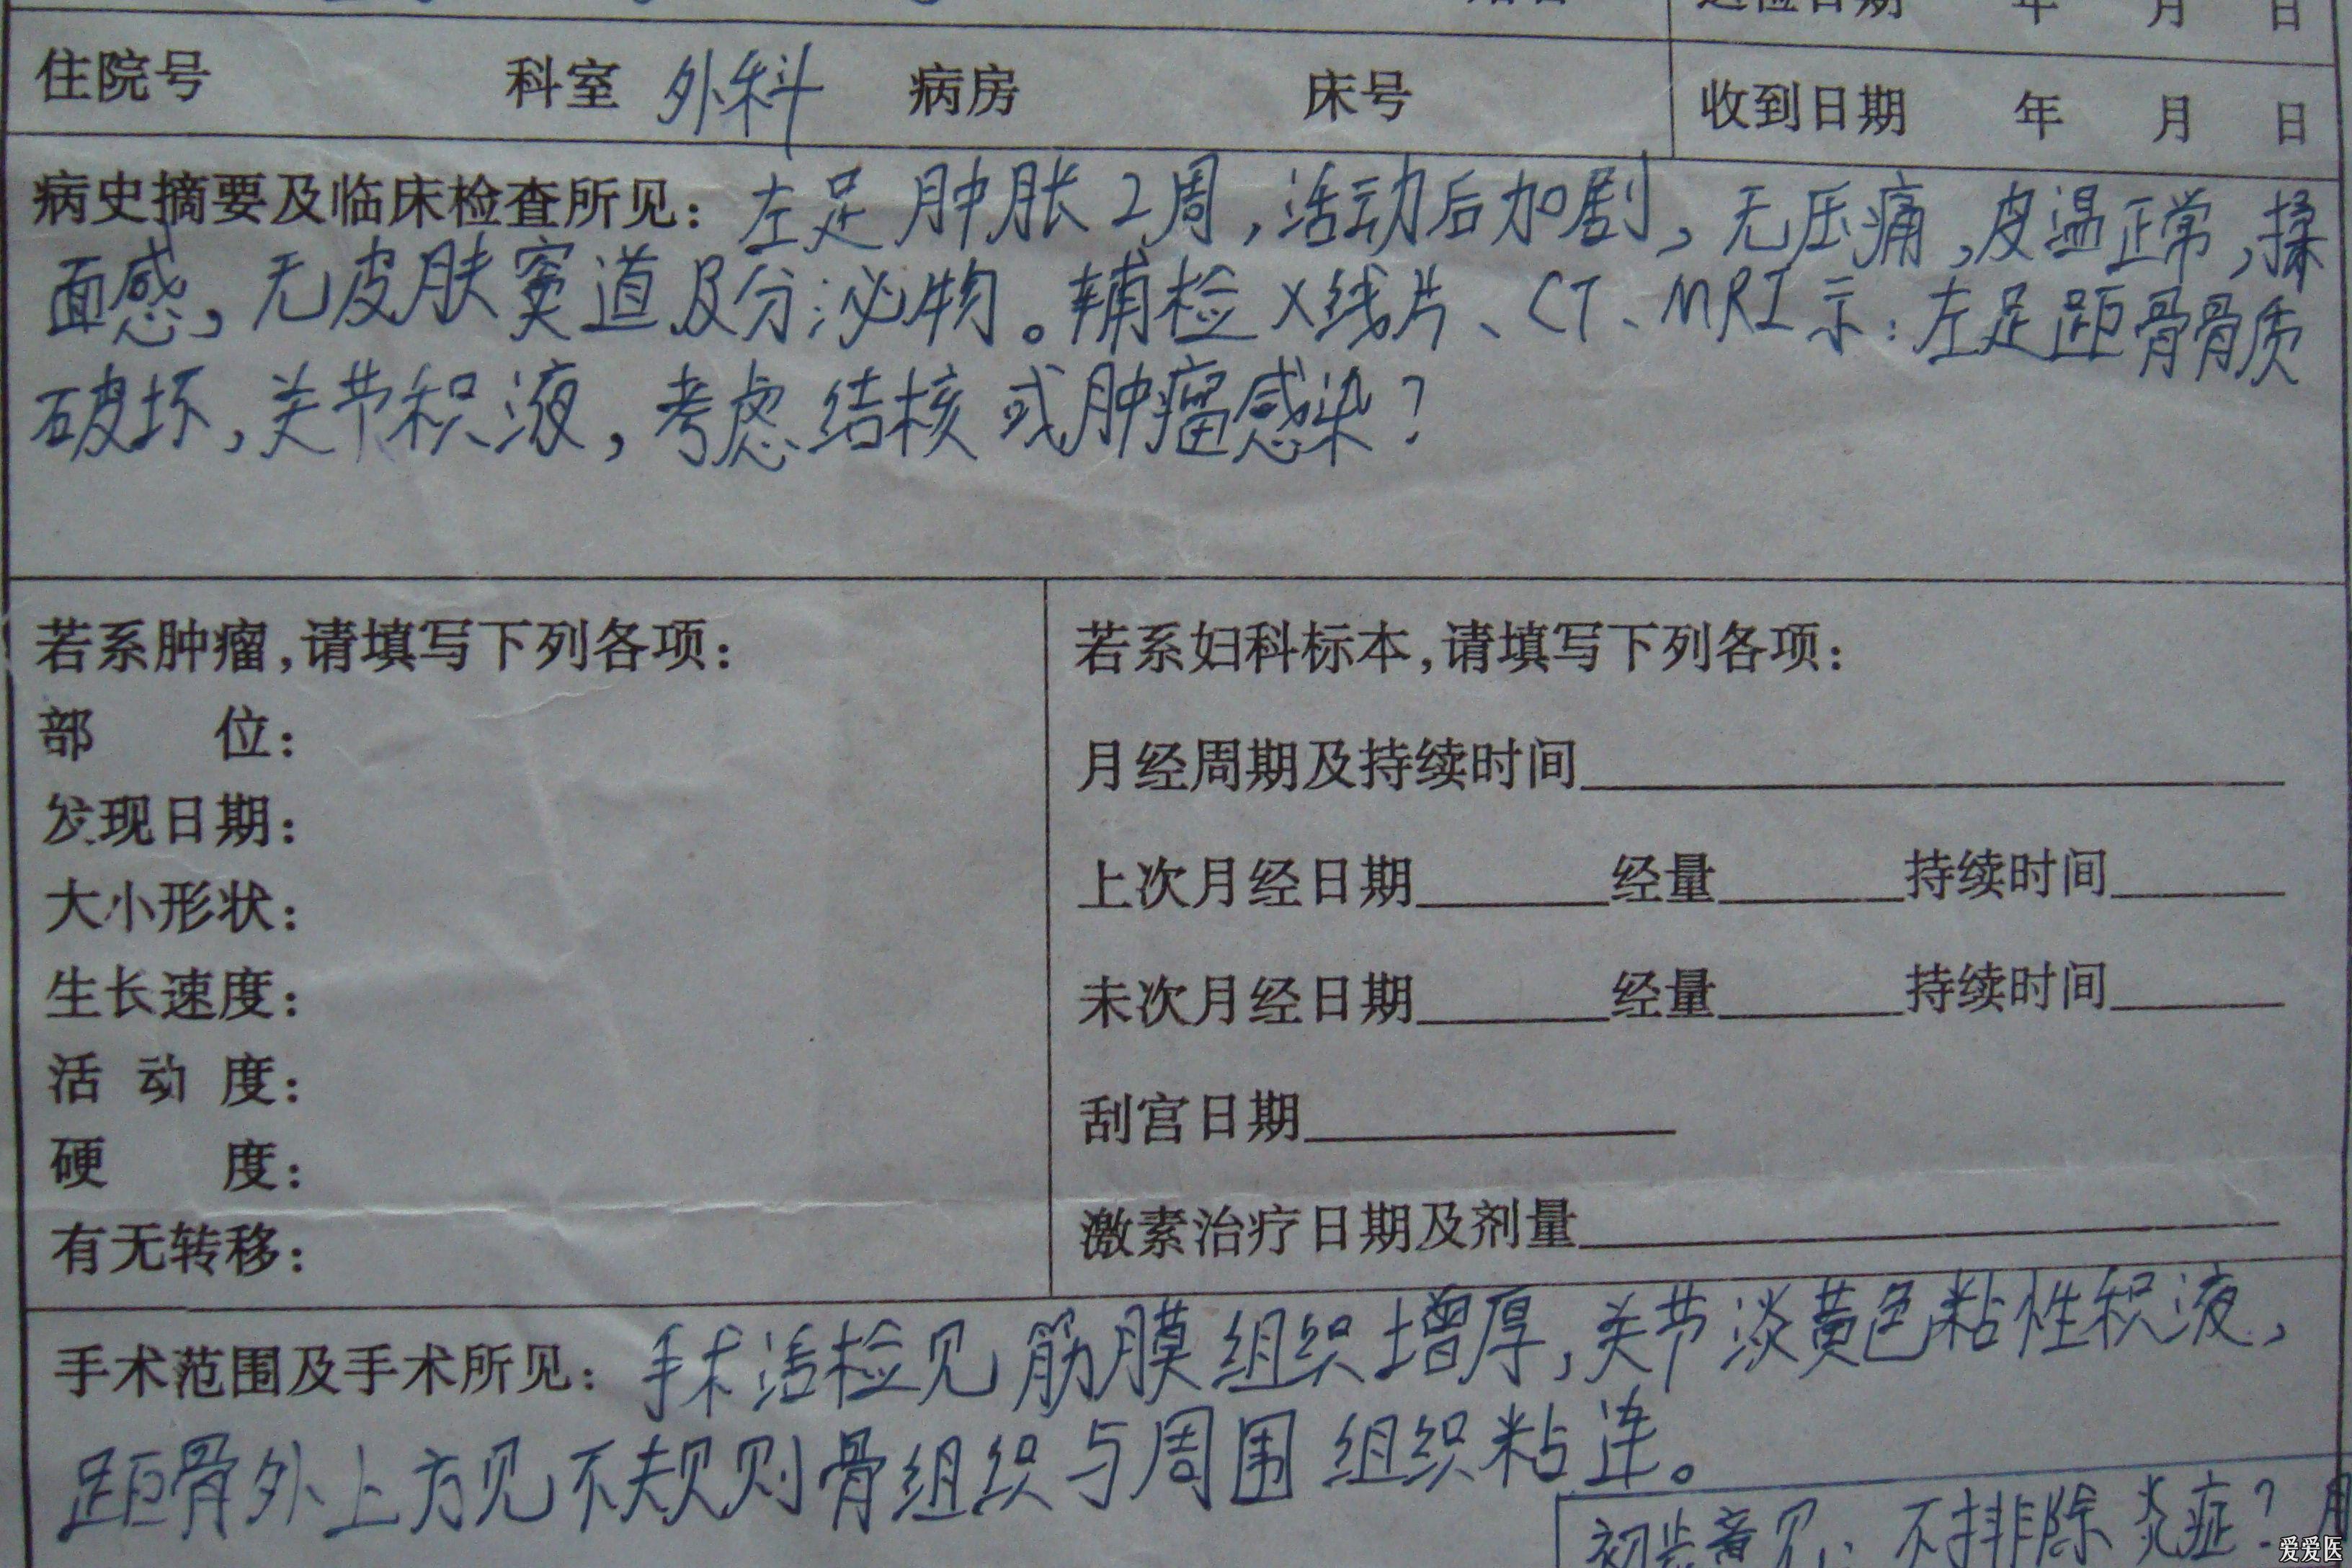 送检日期 年 月 日
住院号 科室 外科 病房 床号 收到日期 年 月 日
病史摘要及临床检查所见：左足肿胀2周，活动后加剧，无压痛，皮温正常，揉
面感，无皮肤窦道及分泌物。辅检X线片、CT、MRI示：左足距骨骨质
破坏，关节积液，考虑结核或肿瘤感染？
若系肿瘤，请填写下列各项：
部 位：
发现日期：
大小形状：
生长速度：
活动度：
硬 度：
有无转移：
若系妇科标本，请填写下列各项：
月经周期及持续时间
上次月经日期 经量 持续时间
末次月经日期 经量 持续时间
刮宫日期
激素治疗日期及剂量
手术范围及手术所见：手术活检见筋膜组织增厚，关节淡黄色粘性积液，
距骨外上方见不规则骨组织与周围组织粘连。
初步意见：不排除炎症？
爱爱医